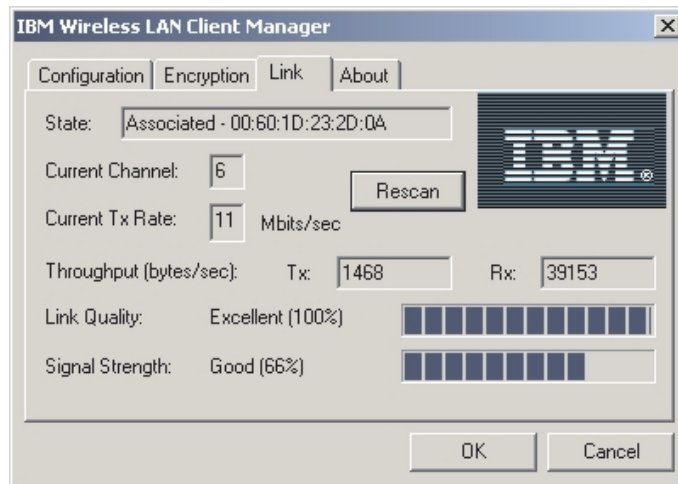 IBM Wireless LAN Client Manager
Configuration Encryption Link About
State: Associated - 00:60:1D:23:2D:0A
IBM®
Current Channel: 6
Rescan
Current Tx Rate: 11 Mbits/sec
Throughput (bytes/sec): Tx: 1468 Rx: 39153
Link Quality: Excellent (100%)
Signal Strength: Good (66%)
OK Cancel